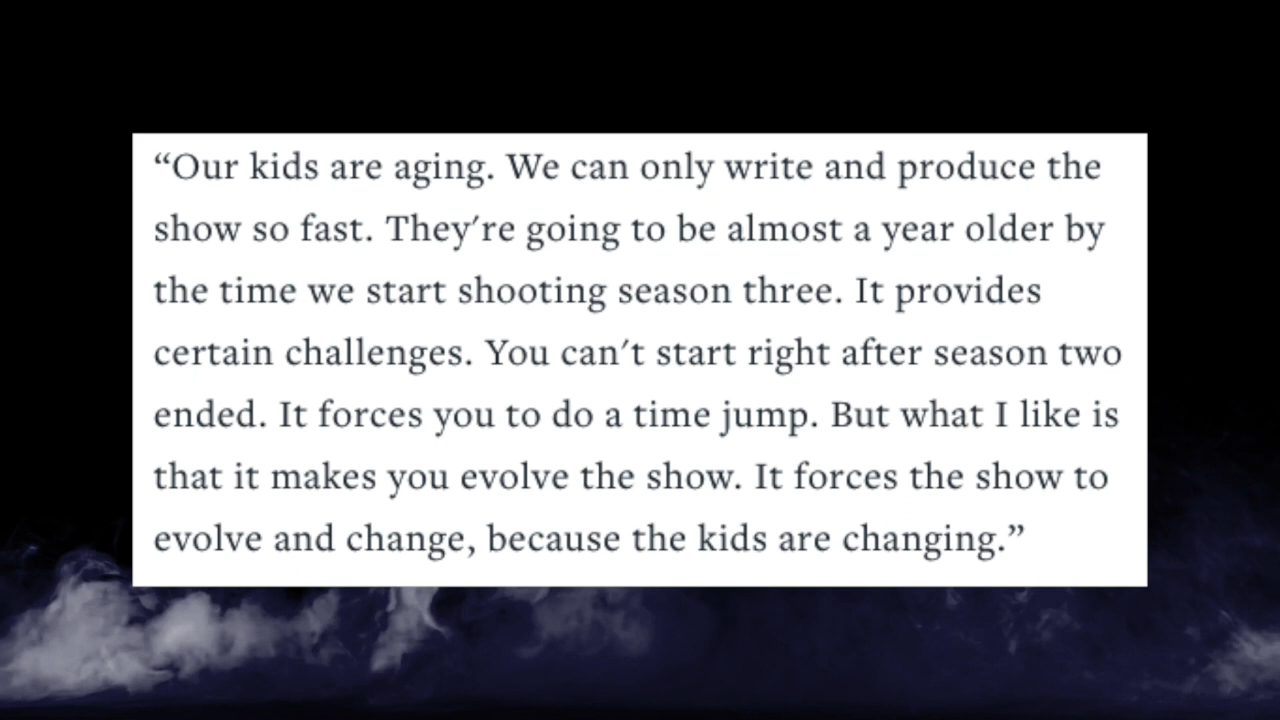 “Our kids are aging. We can only write and produce the
show so fast. They're going to be almost a year older by
the time we start shooting season three. It provides
certain challenges. You can't start right after season two
ended. It forces you to do a time jump. But what I like is
that it makes you evolve the show. It forces the show to
evolve and change, because the kids are changing.”